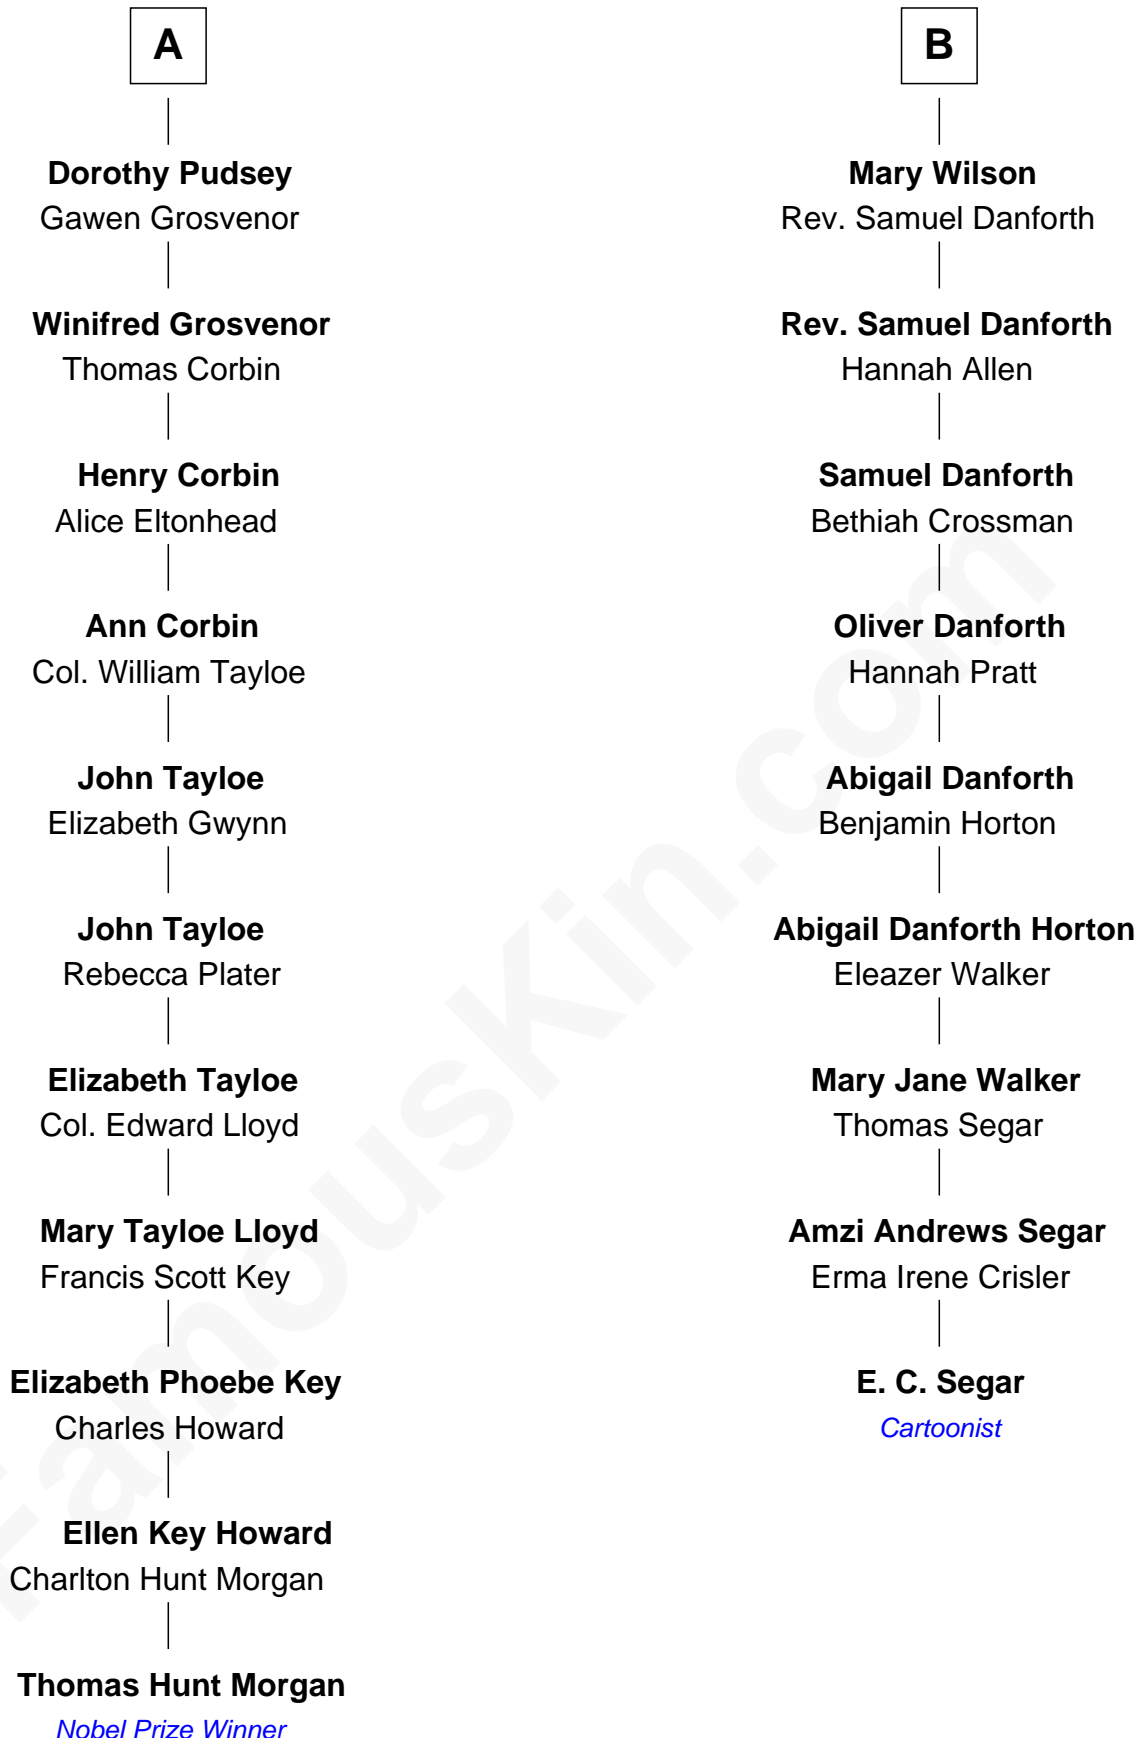 A
Dorothy Pudsey
Gawen Grosvenor
Winifred Grosvenor
Thomas Corbin
Henry Corbin
Alice Eltonhead
Ann Corbin
Col. William Tayloe
John Tayloe
Elizabeth Gwynn
John Tayloe
Rebecca Plater
Elizabeth Tayloe
Col. Edward Lloyd
Mary Tayloe Lloyd
Francis Scott Key
Elizabeth Phoebe Key
Charles Howard
Ellen Key Howard
Charlton Hunt Morgan
Thomas Hunt Morgan
Nobel Prize Winner
B
Mary Wilson
Rev. Samuel Danforth
Rev. Samuel Danforth
Hannah Allen
Samuel Danforth
Bethiah Crossman
Oliver Danforth
Hannah Pratt
Abigail Danforth
Benjamin Horton
Abigail Danforth Horton
Eleazer Walker
Mary Jane Walker
Thomas Segar
Amzi Andrews Segar
Erma Irene Crisler
E. C. Segar
Cartoonist
FamousKin.com